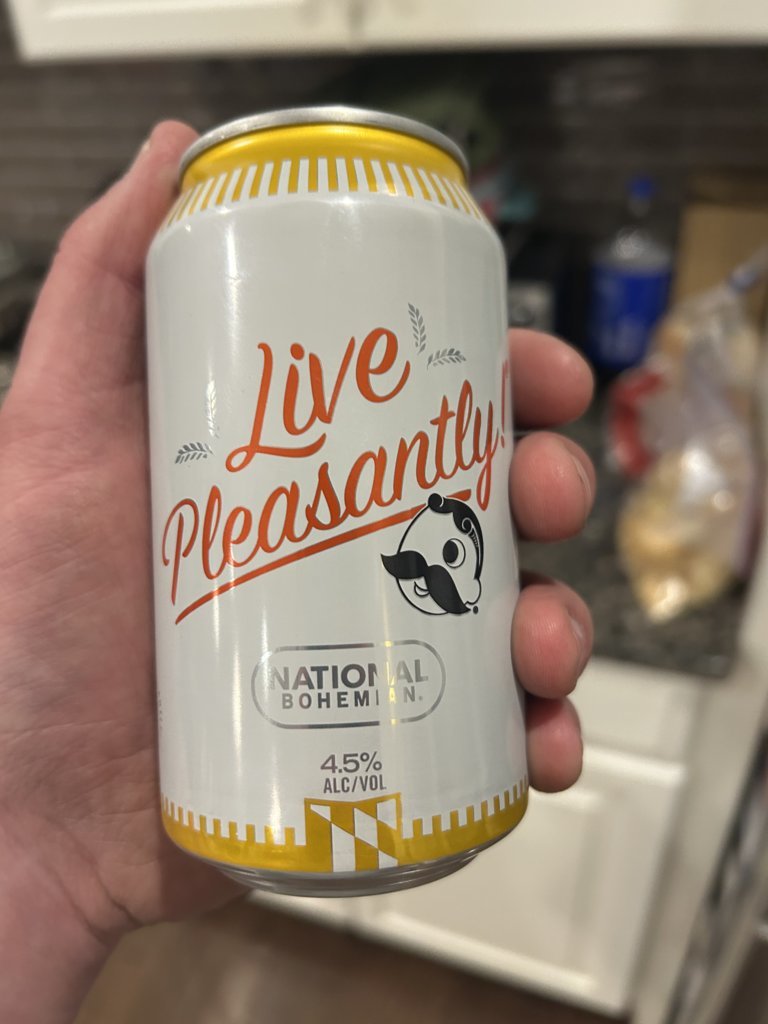 Live
Pleasantly!
NATIONAL
BOHEMIAN®
4.5%
ALC/VOL